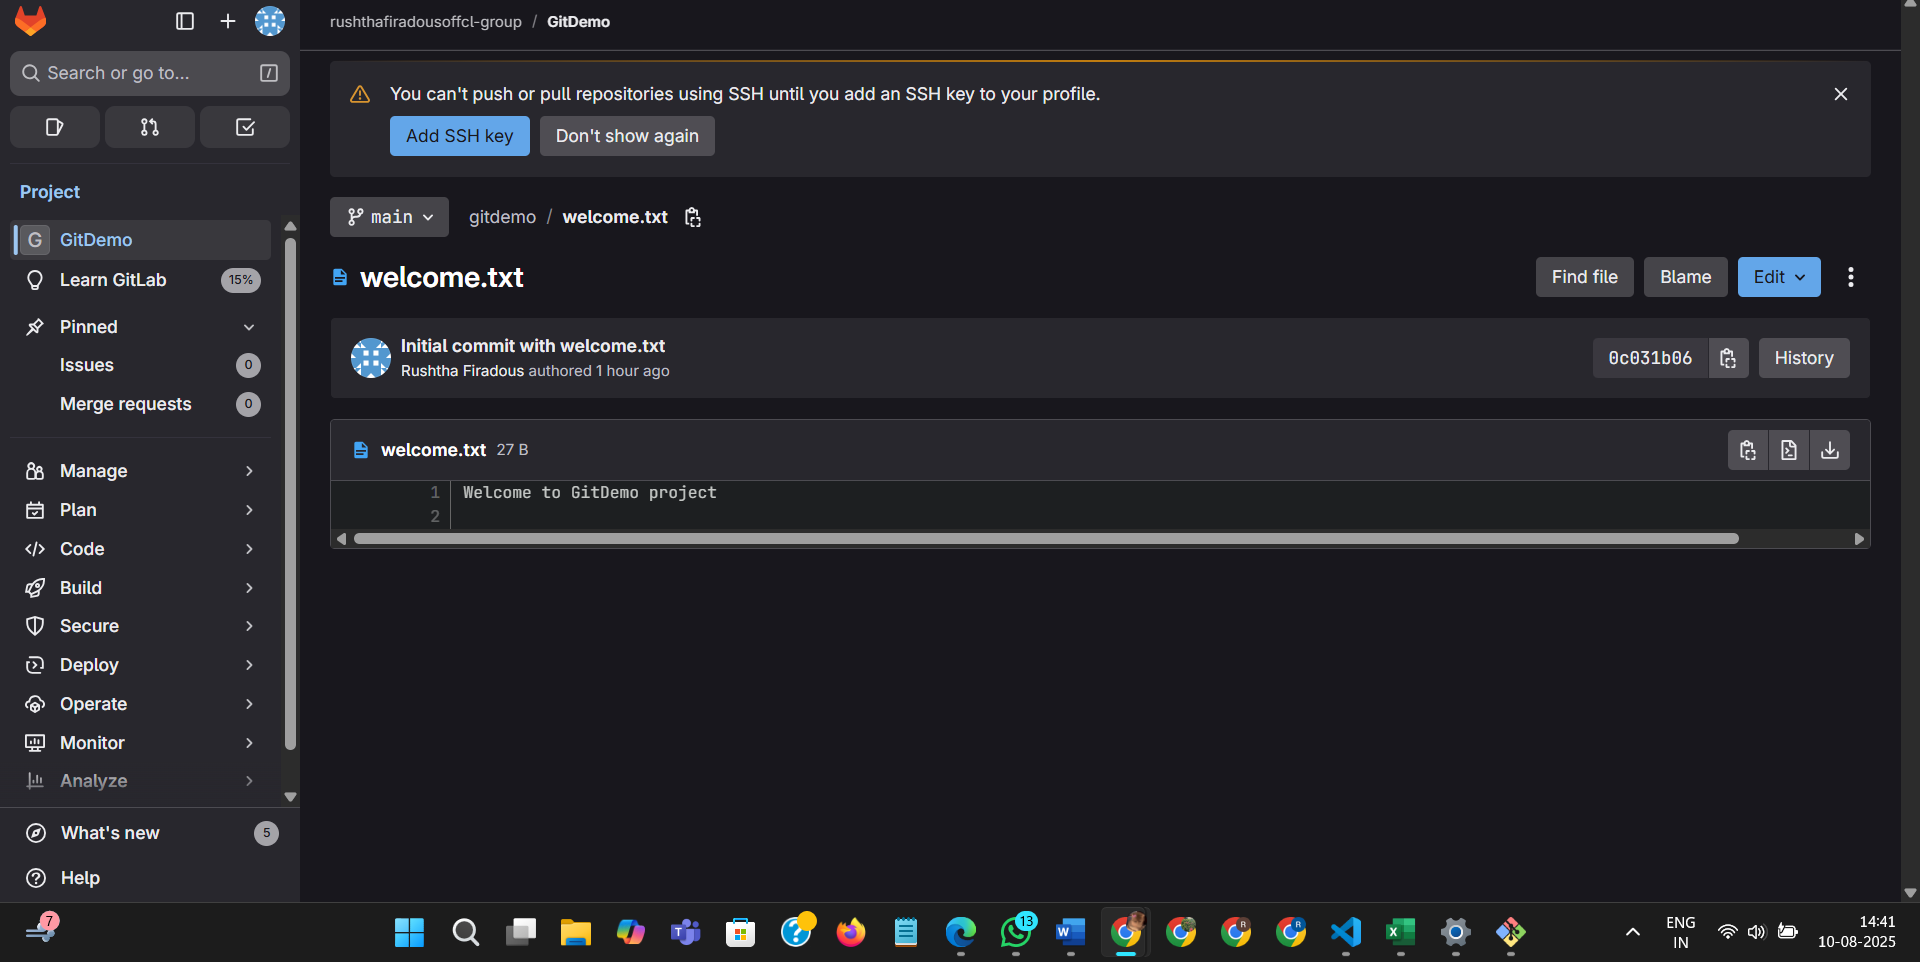 rushthafiradousoffcl-group / GitDemo
Search or go to... /
Project
G GitDemo
Learn GitLab 15%
Pinned
Issues 0
Merge requests 0
Manage
Plan
Code
Build
Secure
Deploy
Operate
Monitor
Analyze
What's new 5
Help
You can't push or pull repositories using SSH until you add an SSH key to your profile.
Add SSH key Don't show again
main gitdemo / welcome.txt
welcome.txt Find file Blame Edit
Initial commit with welcome.txt
Rushtha Firadous authored 1 hour ago
0c031b06 History
welcome.txt 27 B
1 Welcome to GitDemo project
2
7
T
?
13
W
R
R
X
ENG
IN
14:41
10-08-2025